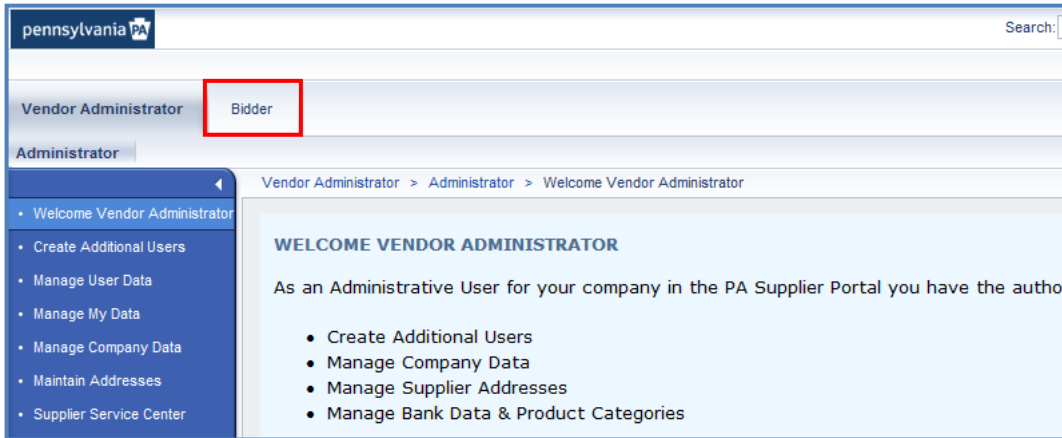 pennsylvania PA
Search:
Vendor Administrator
Bidder
Administrator
Vendor Administrator > Administrator > Welcome Vendor Administrator
• Welcome Vendor Administrator
• Create Additional Users
• Manage User Data
• Manage My Data
• Manage Company Data
• Maintain Addresses
• Supplier Service Center
WELCOME VENDOR ADMINISTRATOR
As an Administrative User for your company in the PA Supplier Portal you have the autho
• Create Additional Users
• Manage Company Data
• Manage Supplier Addresses
• Manage Bank Data & Product Categories